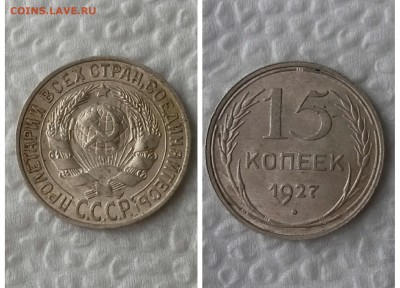 COINS.LAVE.RU
ПРОЛЕТАРИИ ВСЕХ СТРАН, СОЕДИНЯЙТЕСЬ!
С.С.С.Р.
15
КОПЕЕК
1927